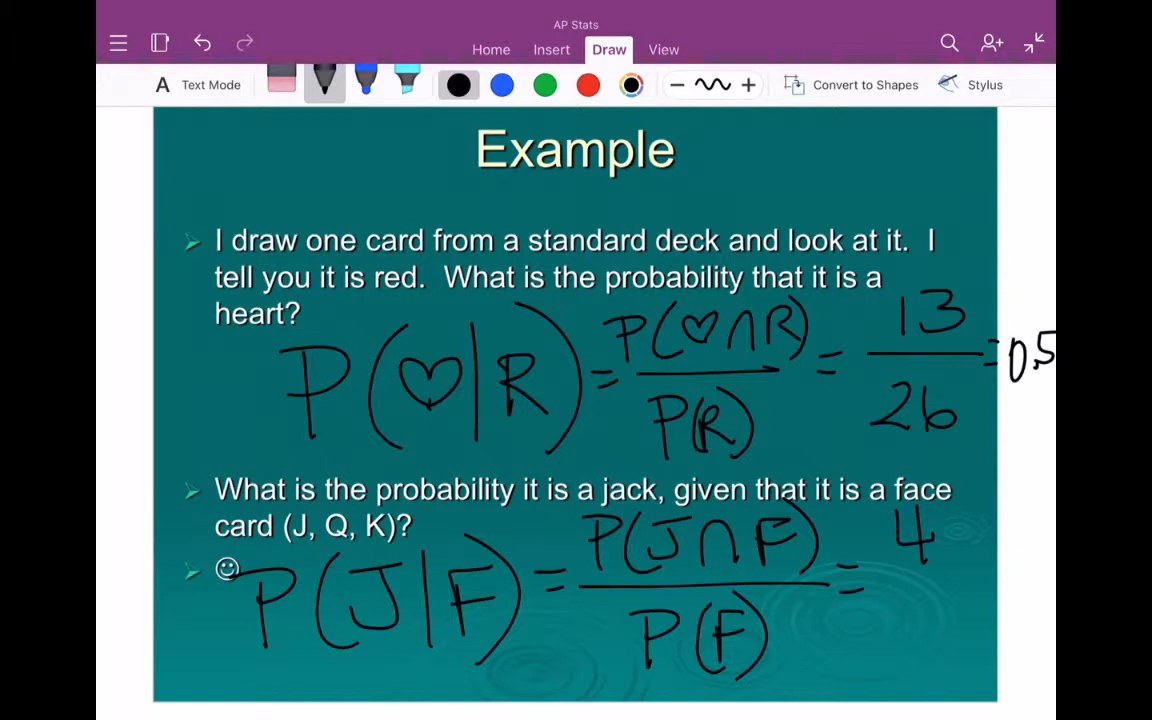 AP Stats
Home Insert Draw View
A Text Mode Convert to Shapes Stylus
Example
I draw one card from a standard deck and look at it. I
tell you it is red. What is the probability that it is a
heart?
P(♡|R) = P(♡∩R) / P(R) = 13 / 26 = 0.5
What is the probability it is a jack, given that it is a face
card (J, Q, K)?
☺
P(J|F) = P(J∩F) / P(F) = 4